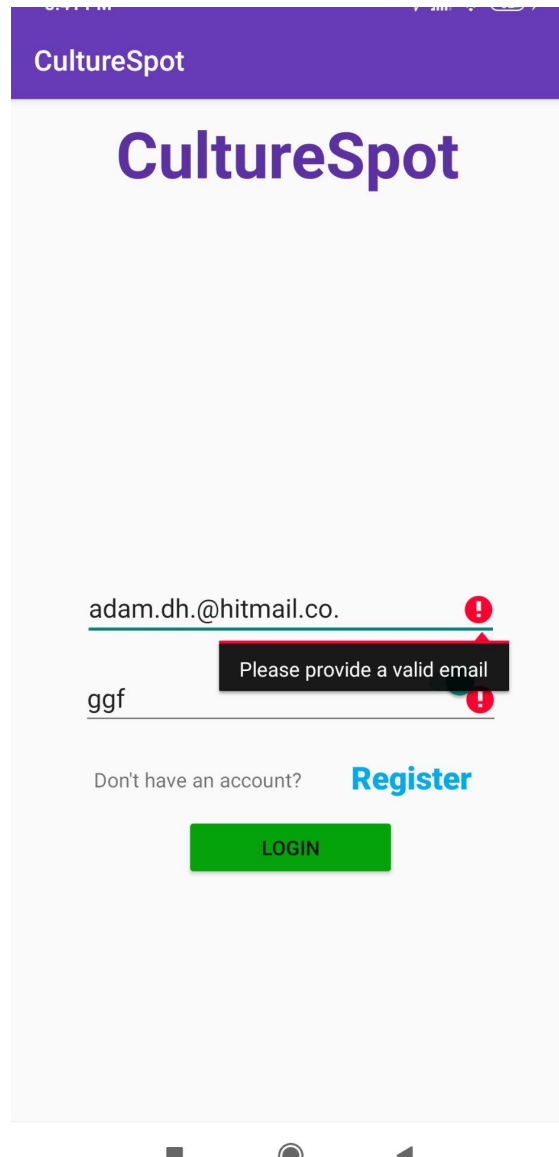 CultureSpot
CultureSpot
adam.dh.@hitmail.co.
Please provide a valid email
ggf
Don't have an account? Register
LOGIN